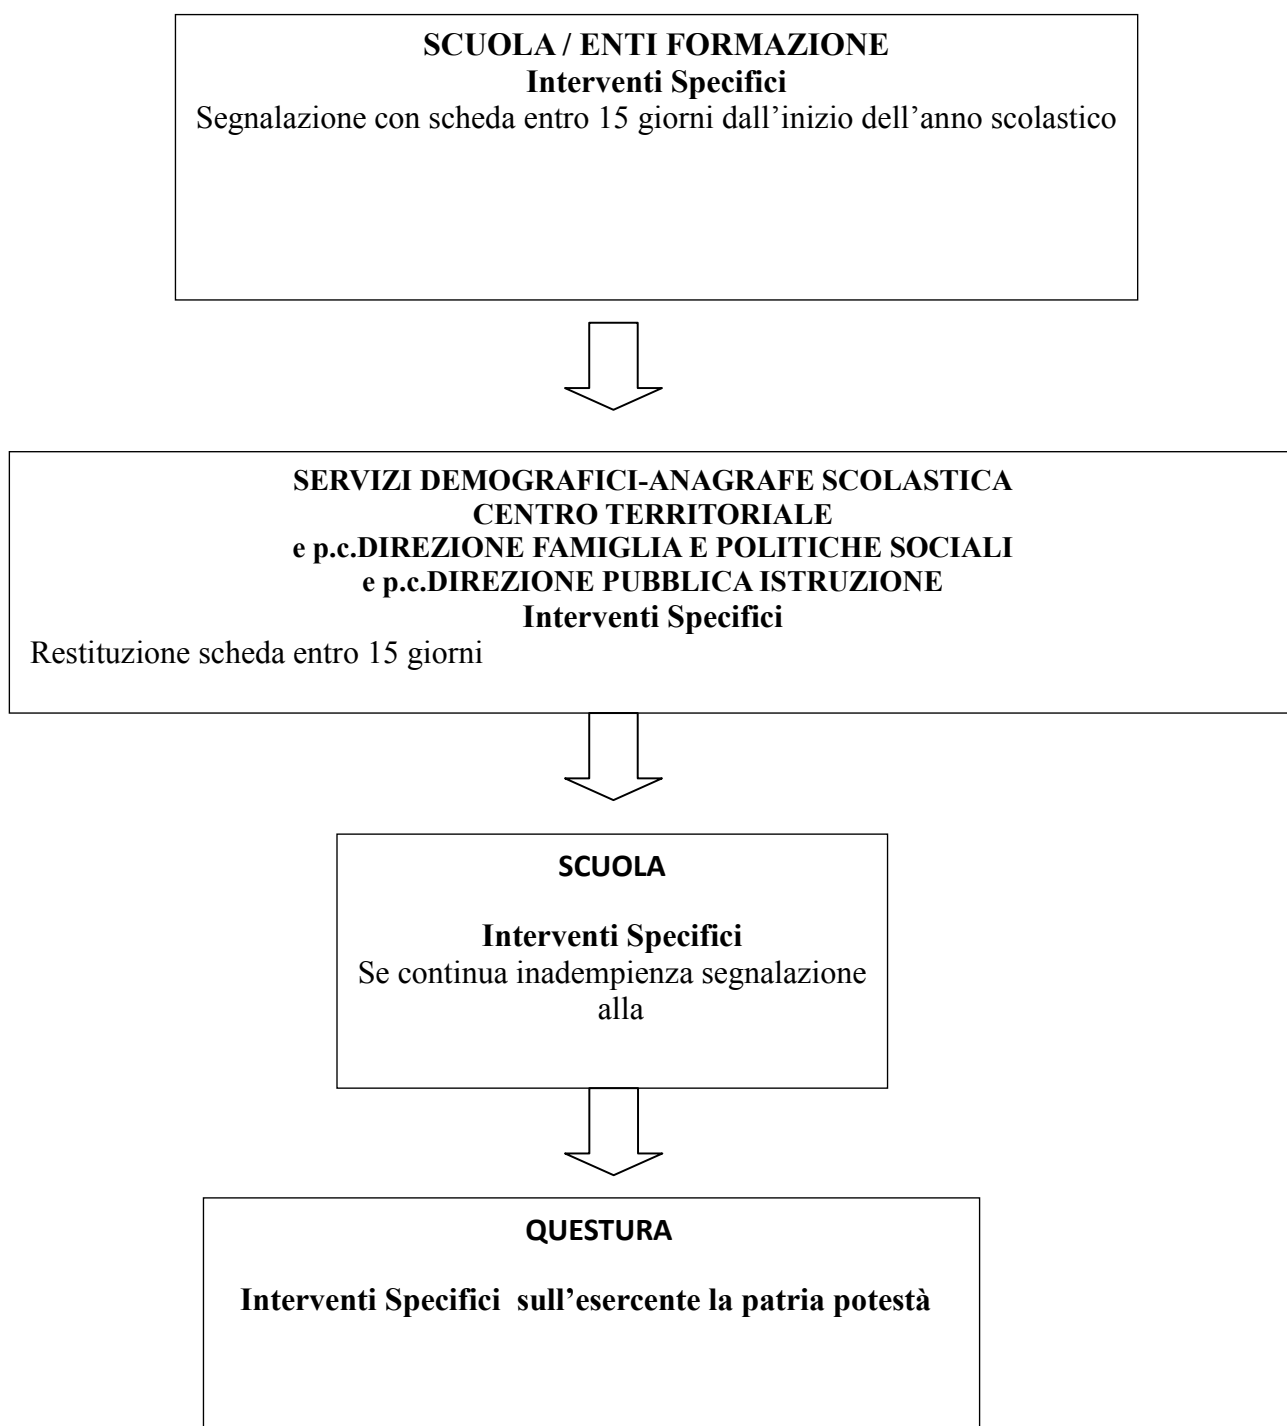 SCUOLA / ENTI FORMAZIONE
Interventi Specifici
Segnalazione con scheda entro 15 giorni dall’inizio dell’anno scolastico
SERVIZI DEMOGRAFICI-ANAGRAFE SCOLASTICA
CENTRO TERRITORIALE
e p.c.DIREZIONE FAMIGLIA E POLITICHE SOCIALI
e p.c.DIREZIONE PUBBLICA ISTRUZIONE
Interventi Specifici
Restituzione scheda entro 15 giorni
SCUOLA
Interventi Specifici
Se continua inadempienza segnalazione
alla
QUESTURA
Interventi Specifici  sull’esercente la patria potestà